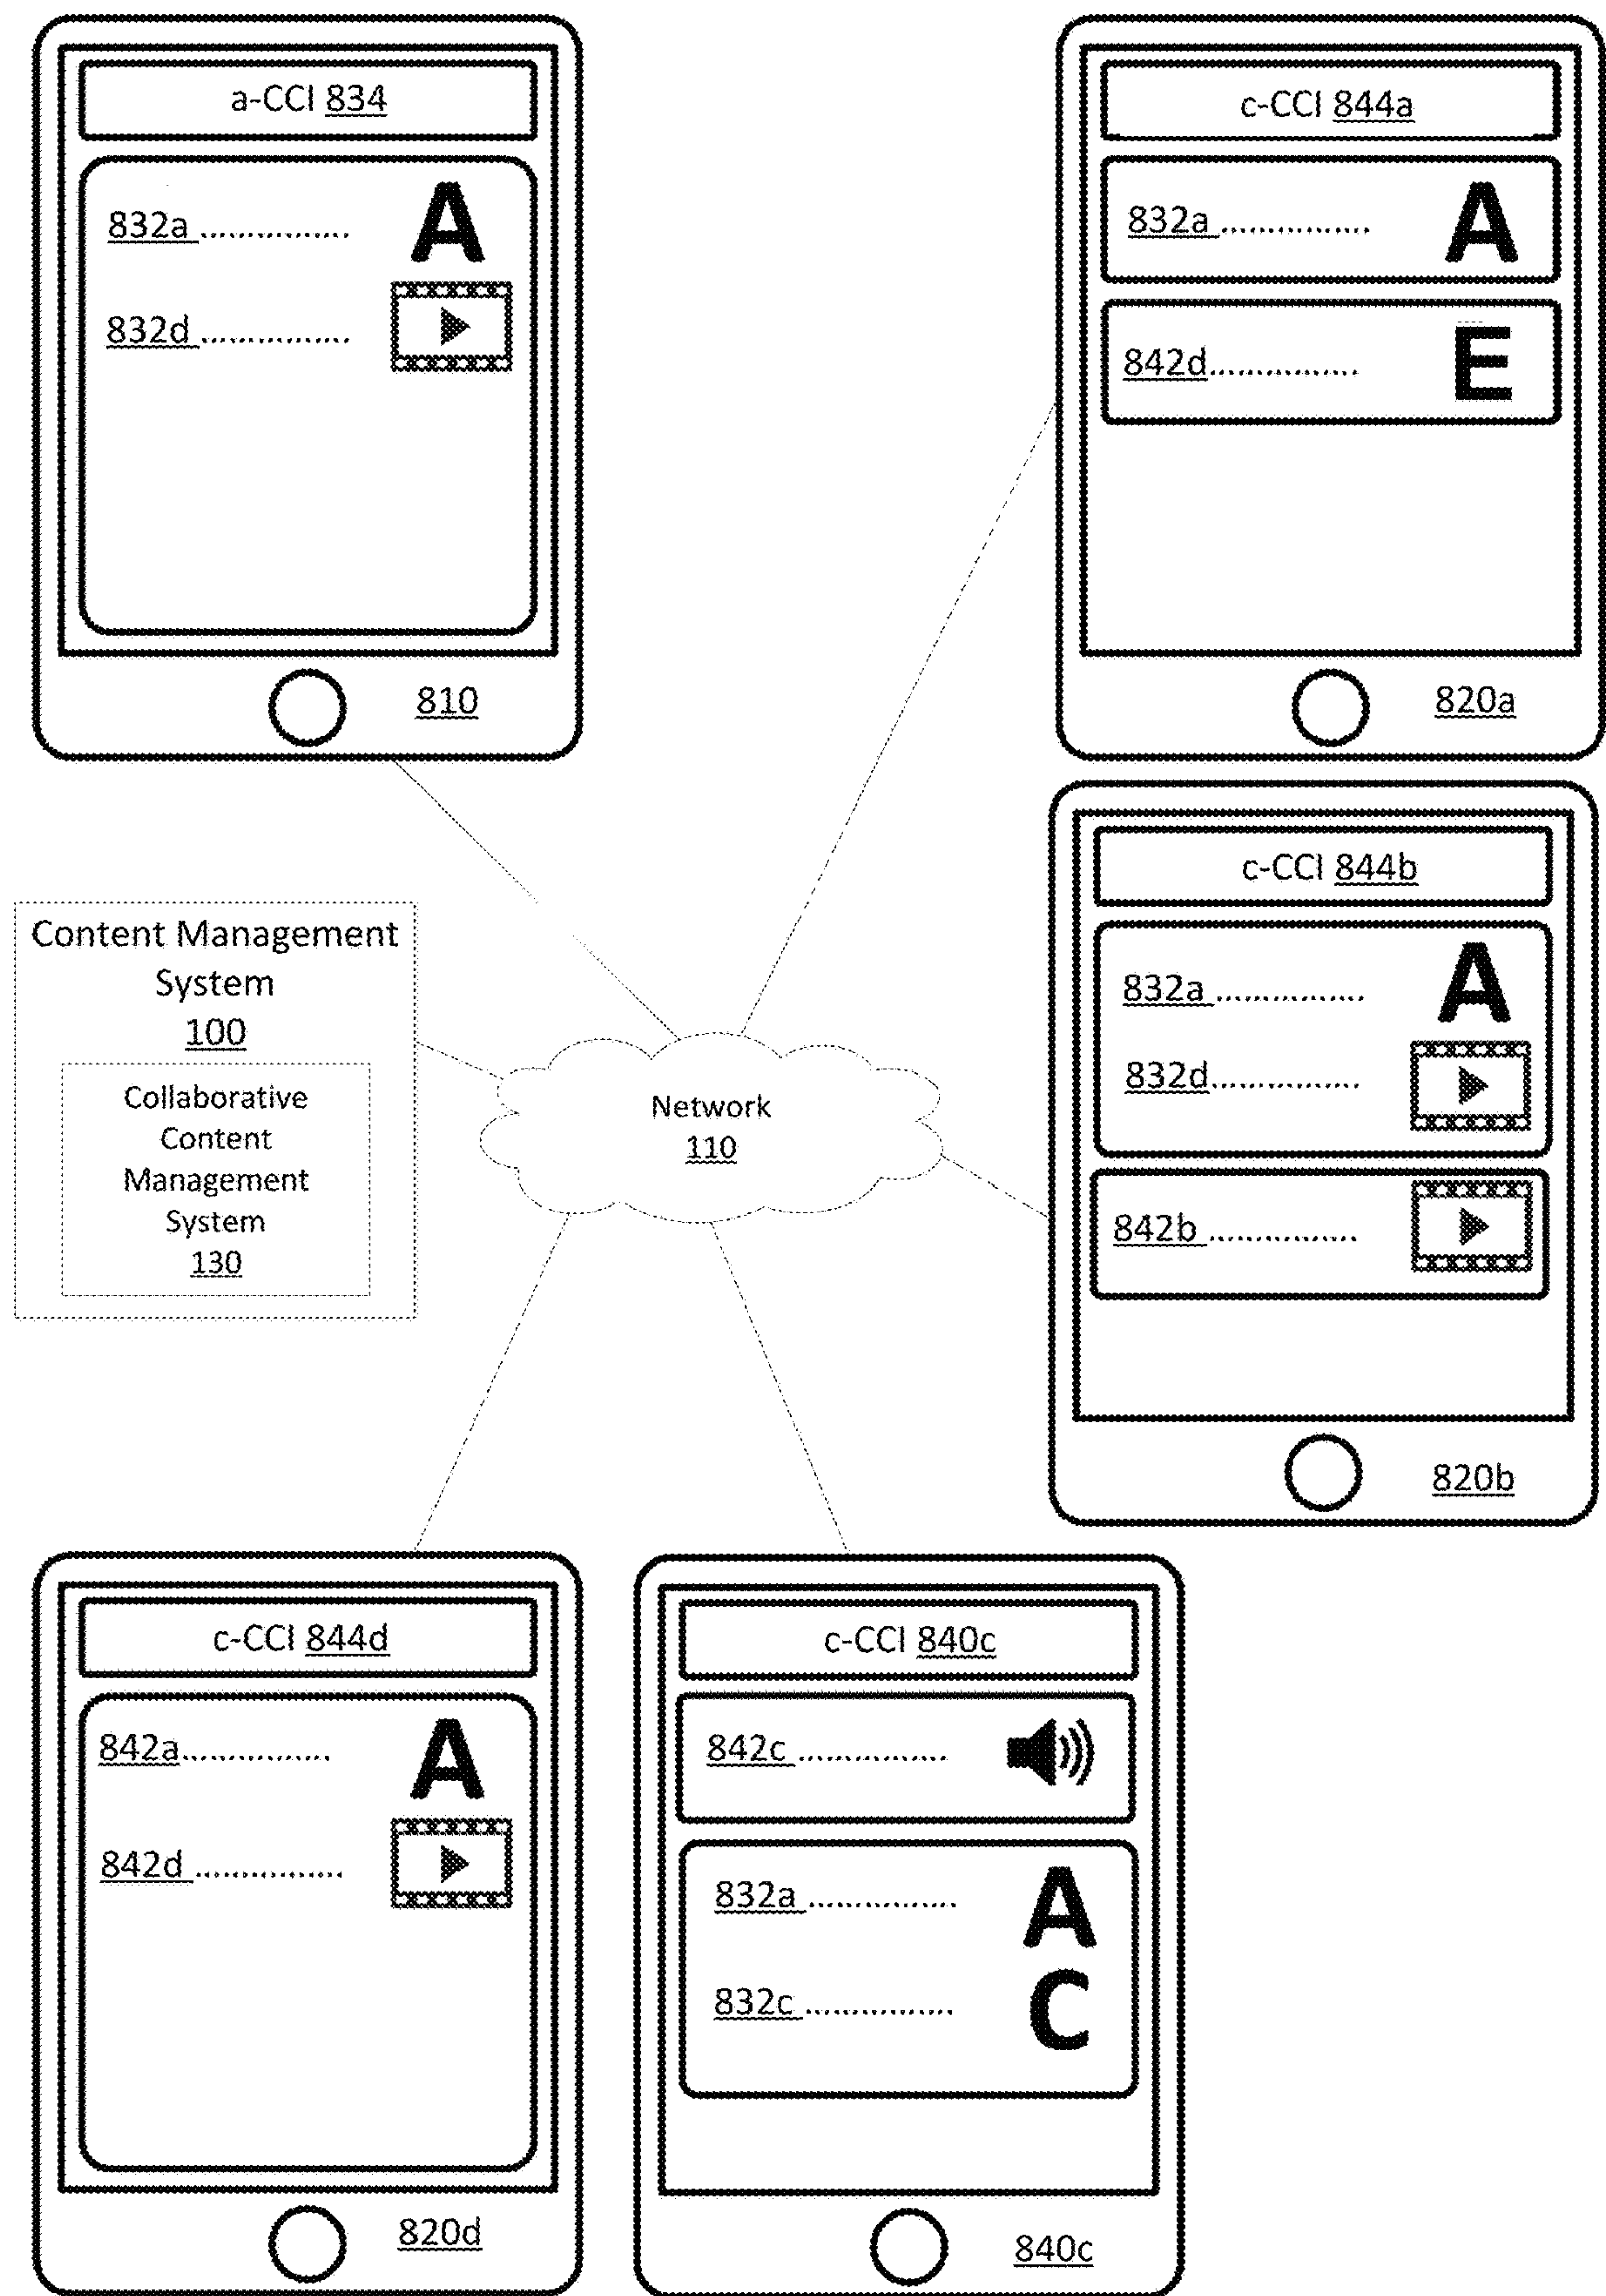 a-CCI 834
832a ............... A
832d ...............
810
c-CCI 844a
832a ............... A
842d............... E
820a
c-CCI 844b
832a ............... A
832d...............
842b ...............
820b
Content Management
System
100
Collaborative
Content
Management
System
130
Network
110
c-CCI 844d
842a............... A
842d ...............
820d
c-CCI 840c
842c ...............
832a ............... A
832c ............... C
840c